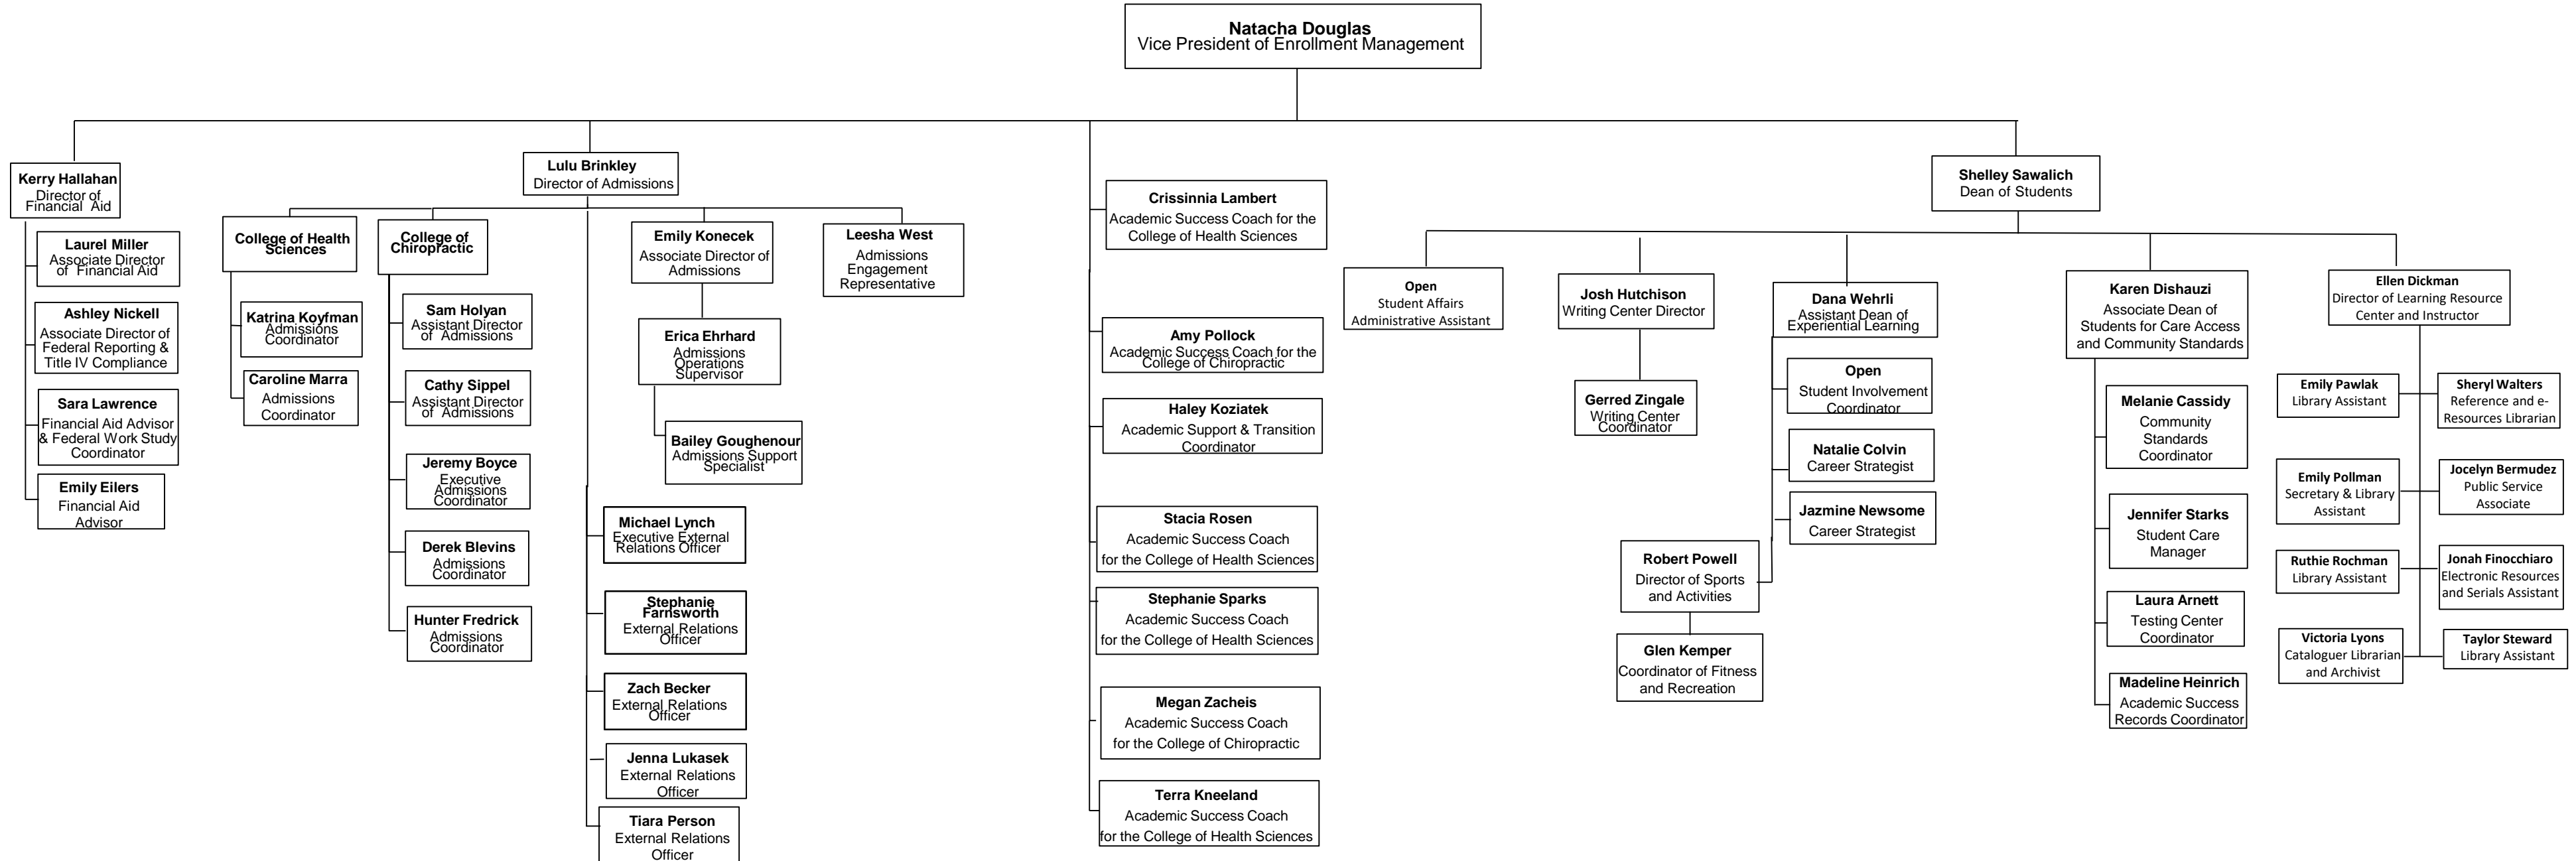 Natacha Douglas
Vice President of Enrollment Management
Kerry Hallahan
Director of
Financial Aid
Laurel Miller
Associate Director
of Financial Aid
Ashley Nickell
Associate Director of
Federal Reporting &
Title IV Compliance
Sara Lawrence
Financial Aid Advisor
& Federal Work Study
Coordinator
Emily Eilers
Financial Aid
Advisor
Lulu Brinkley
Director of Admissions
College of Health
Sciences
Katrina Koyfman
Admissions
Coordinator
Caroline Marra
Admissions
Coordinator
College of
Chiropractic
Sam Holyan
Assistant Director
of Admissions
Cathy Sippel
Assistant Director
of Admissions
Jeremy Boyce
Executive
Admissions
Coordinator
Derek Blevins
Admissions
Coordinator
Hunter Fredrick
Admissions
Coordinator
Emily Konecek
Associate Director of
Admissions
Erica Ehrhard
Admissions
Operations
Supervisor
Bailey Goughenour
Admissions Support
Specialist
Leesha West
Admissions
Engagement
Representative
Michael Lynch
Executive External
Relations Officer
Stephanie
Farnsworth
External Relations
Officer
Zach Becker
External Relations
Officer
Jenna Lukasek
External Relations
Officer
Tiara Person
External Relations
Officer
Crissinnia Lambert
Academic Success Coach for the
College of Health Sciences
Amy Pollock
Academic Success Coach for the
College of Chiropractic
Haley Koziatek
Academic Support & Transition
Coordinator
Stacia Rosen
Academic Success Coach
for the College of Health Sciences
Stephanie Sparks
Academic Success Coach
for the College of Health Sciences
Megan Zacheis
Academic Success Coach
for the College of Chiropractic
Terra Kneeland
Academic Success Coach
for the College of Health Sciences
Shelley Sawalich
Dean of Students
Open
Student Affairs
Administrative Assistant
Josh Hutchison
Writing Center Director
Gerred Zingale
Writing Center
Coordinator
Dana Wehrli
Assistant Dean of
Experiential Learning
Open
Student Involvement
Coordinator
Natalie Colvin
Career Strategist
Jazmine Newsome
Career Strategist
Robert Powell
Director of Sports
and Activities
Glen Kemper
Coordinator of Fitness
and Recreation
Karen Dishauzi
Associate Dean of
Students for Care Access
and Community Standards
Melanie Cassidy
Community
Standards
Coordinator
Jennifer Starks
Student Care
Manager
Laura Arnett
Testing Center
Coordinator
Madeline Heinrich
Academic Success
Records Coordinator
Ellen Dickman
Director of Learning Resource
Center and Instructor
Emily Pawlak
Library Assistant
Sheryl Walters
Reference and e-
Resources Librarian
Emily Pollman
Secretary & Library
Assistant
Jocelyn Bermudez
Public Service
Associate
Ruthie Rochman
Library Assistant
Jonah Finocchiaro
Electronic Resources
and Serials Assistant
Victoria Lyons
Cataloguer Librarian
and Archivist
Taylor Steward
Library Assistant